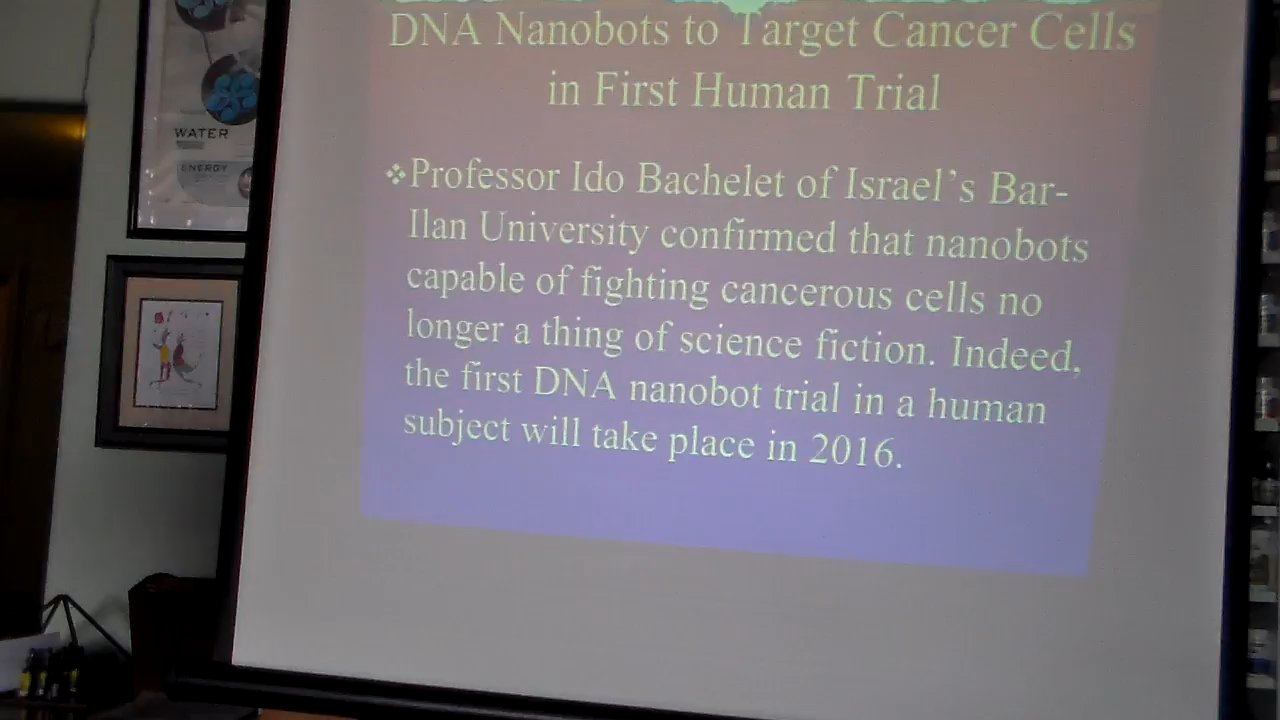 DNA Nanobots to Target Cancer Cells
in First Human Trial
❖Professor Ido Bachelet of Israel's Bar-
Ilan University confirmed that nanobots
capable of fighting cancerous cells no
longer a thing of science fiction. Indeed,
the first DNA nanobot trial in a human
subject will take place in 2016.
WATER
ENERGY